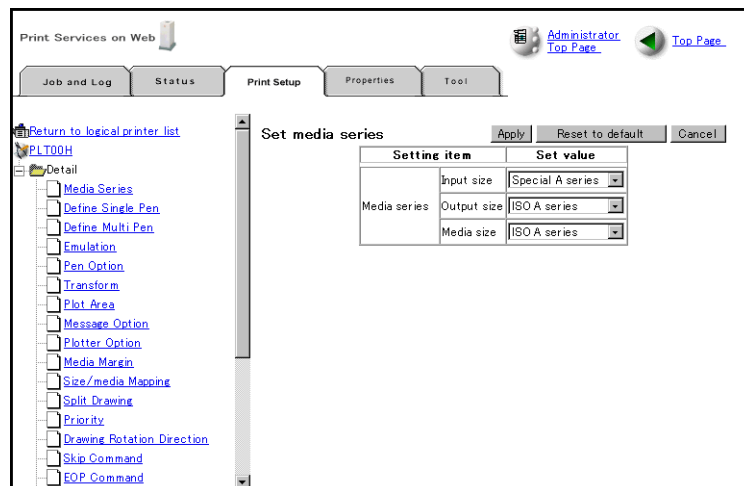 Print Services on Web
Administrator
Top Page
Top Page
Job and Log
Status
Print Setup
Properties
Tool
Return to logical printer list
PLT00H
Detail
Media Series
Define Single Pen
Define Multi Pen
Emulation
Pen Option
Transform
Plot Area
Message Option
Plotter Option
Media Margin
Size/media Mapping
Split Drawing
Priority
Drawing Rotation Direction
Skip Command
EOP Command
Set media series
Apply
Reset to default
Cancel
Setting item Set value
Media series
Input size Special A series
Output size ISO A series
Media size ISO A series